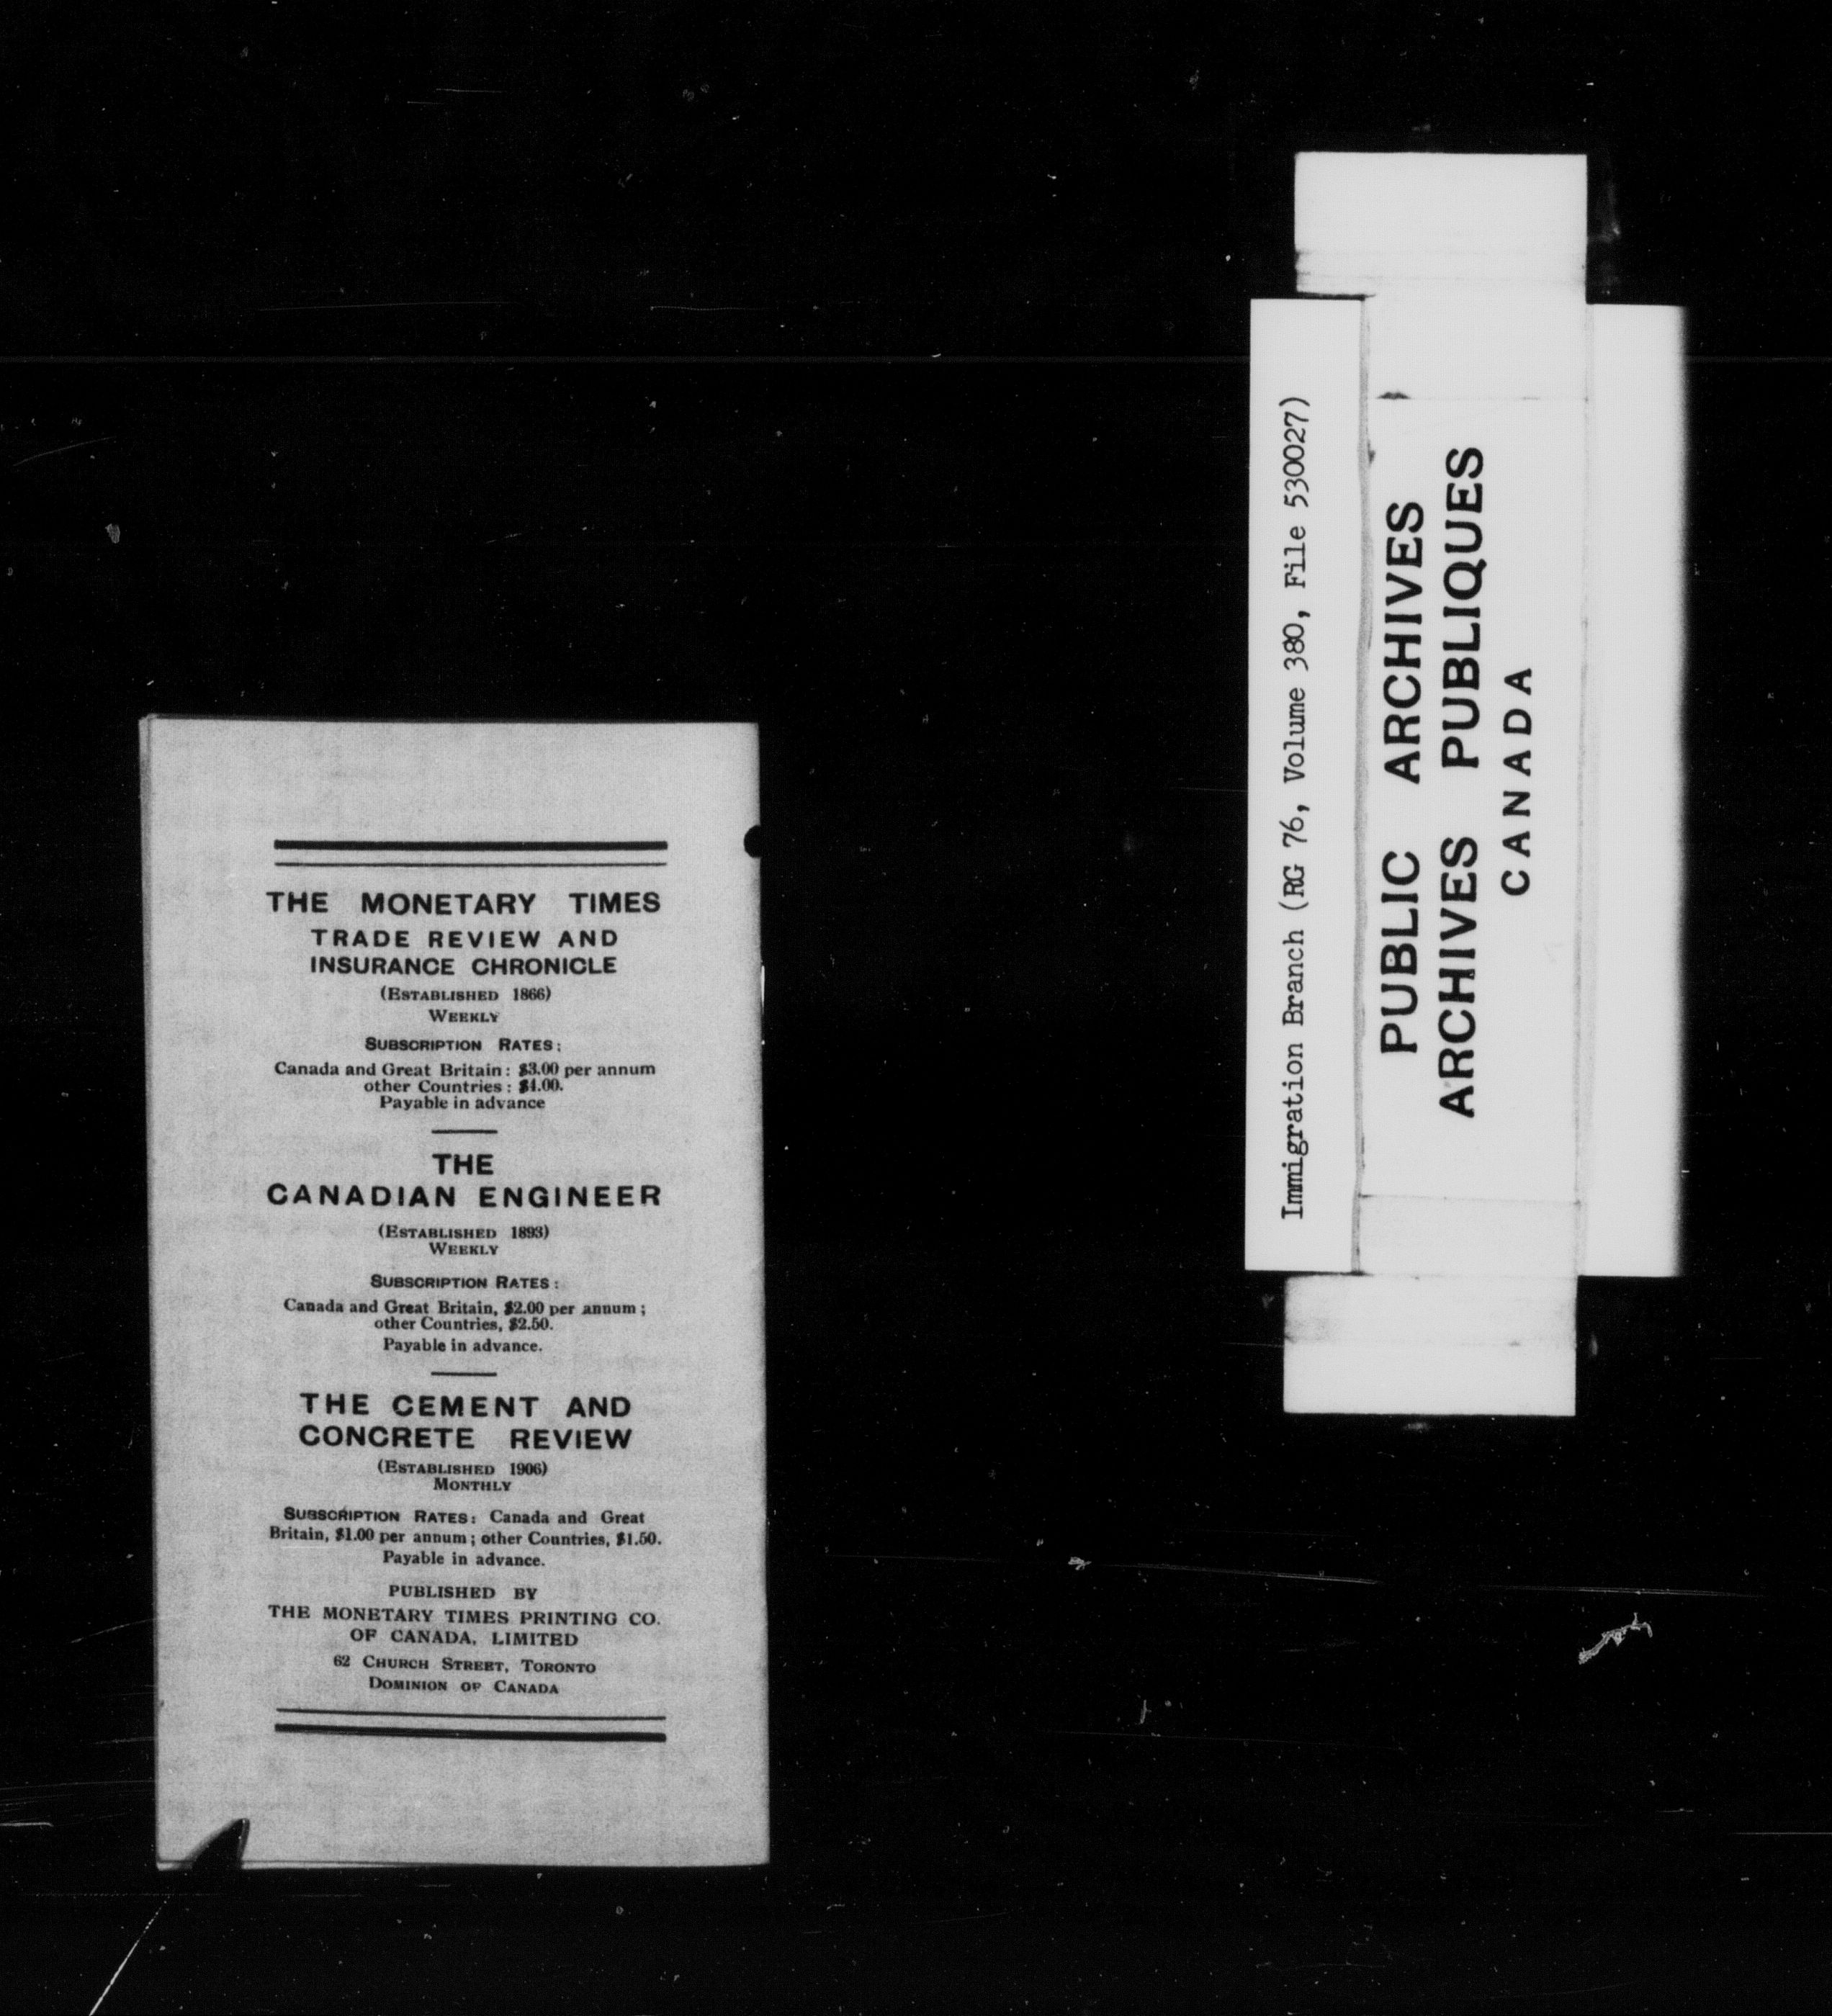 THE MONETARY TIMES
TRADE REVIEW AND
INSURANCE CHRONICLE
(ESTABLISHED 1866)
WEEKLY
SUBSCRIPTION RATES:
Canada and Great Britain: $3.00 per annum
other Countries: $4.00.
Payable in advance
THE
CANADIAN ENGINEER
(ESTABLISHED 1893)
WEEKLY
SUBSCRIPTION RATES:
Canada and Great Britain, $2.00 per annum;
other Countries, $2.50.
Payable in advance.
THE CEMENT AND
CONCRETE REVIEW
(ESTABLISHED 1906)
MONTHLY
SUBSCRIPTION RATES: Canada and Great
Britain, $1.00 per annum; other Countries, $1.50.
Payable in advance.
PUBLISHED BY
THE MONETARY TIMES PRINTING CO.
OF CANADA, LIMITED
62 CHURCH STREET, TORONTO
DOMINION OF CANADA
Immigration Branch (RG 76, Volume 380, File 530027)
PUBLIC ARCHIVES
ARCHIVES PUBLIQUES
CANADA